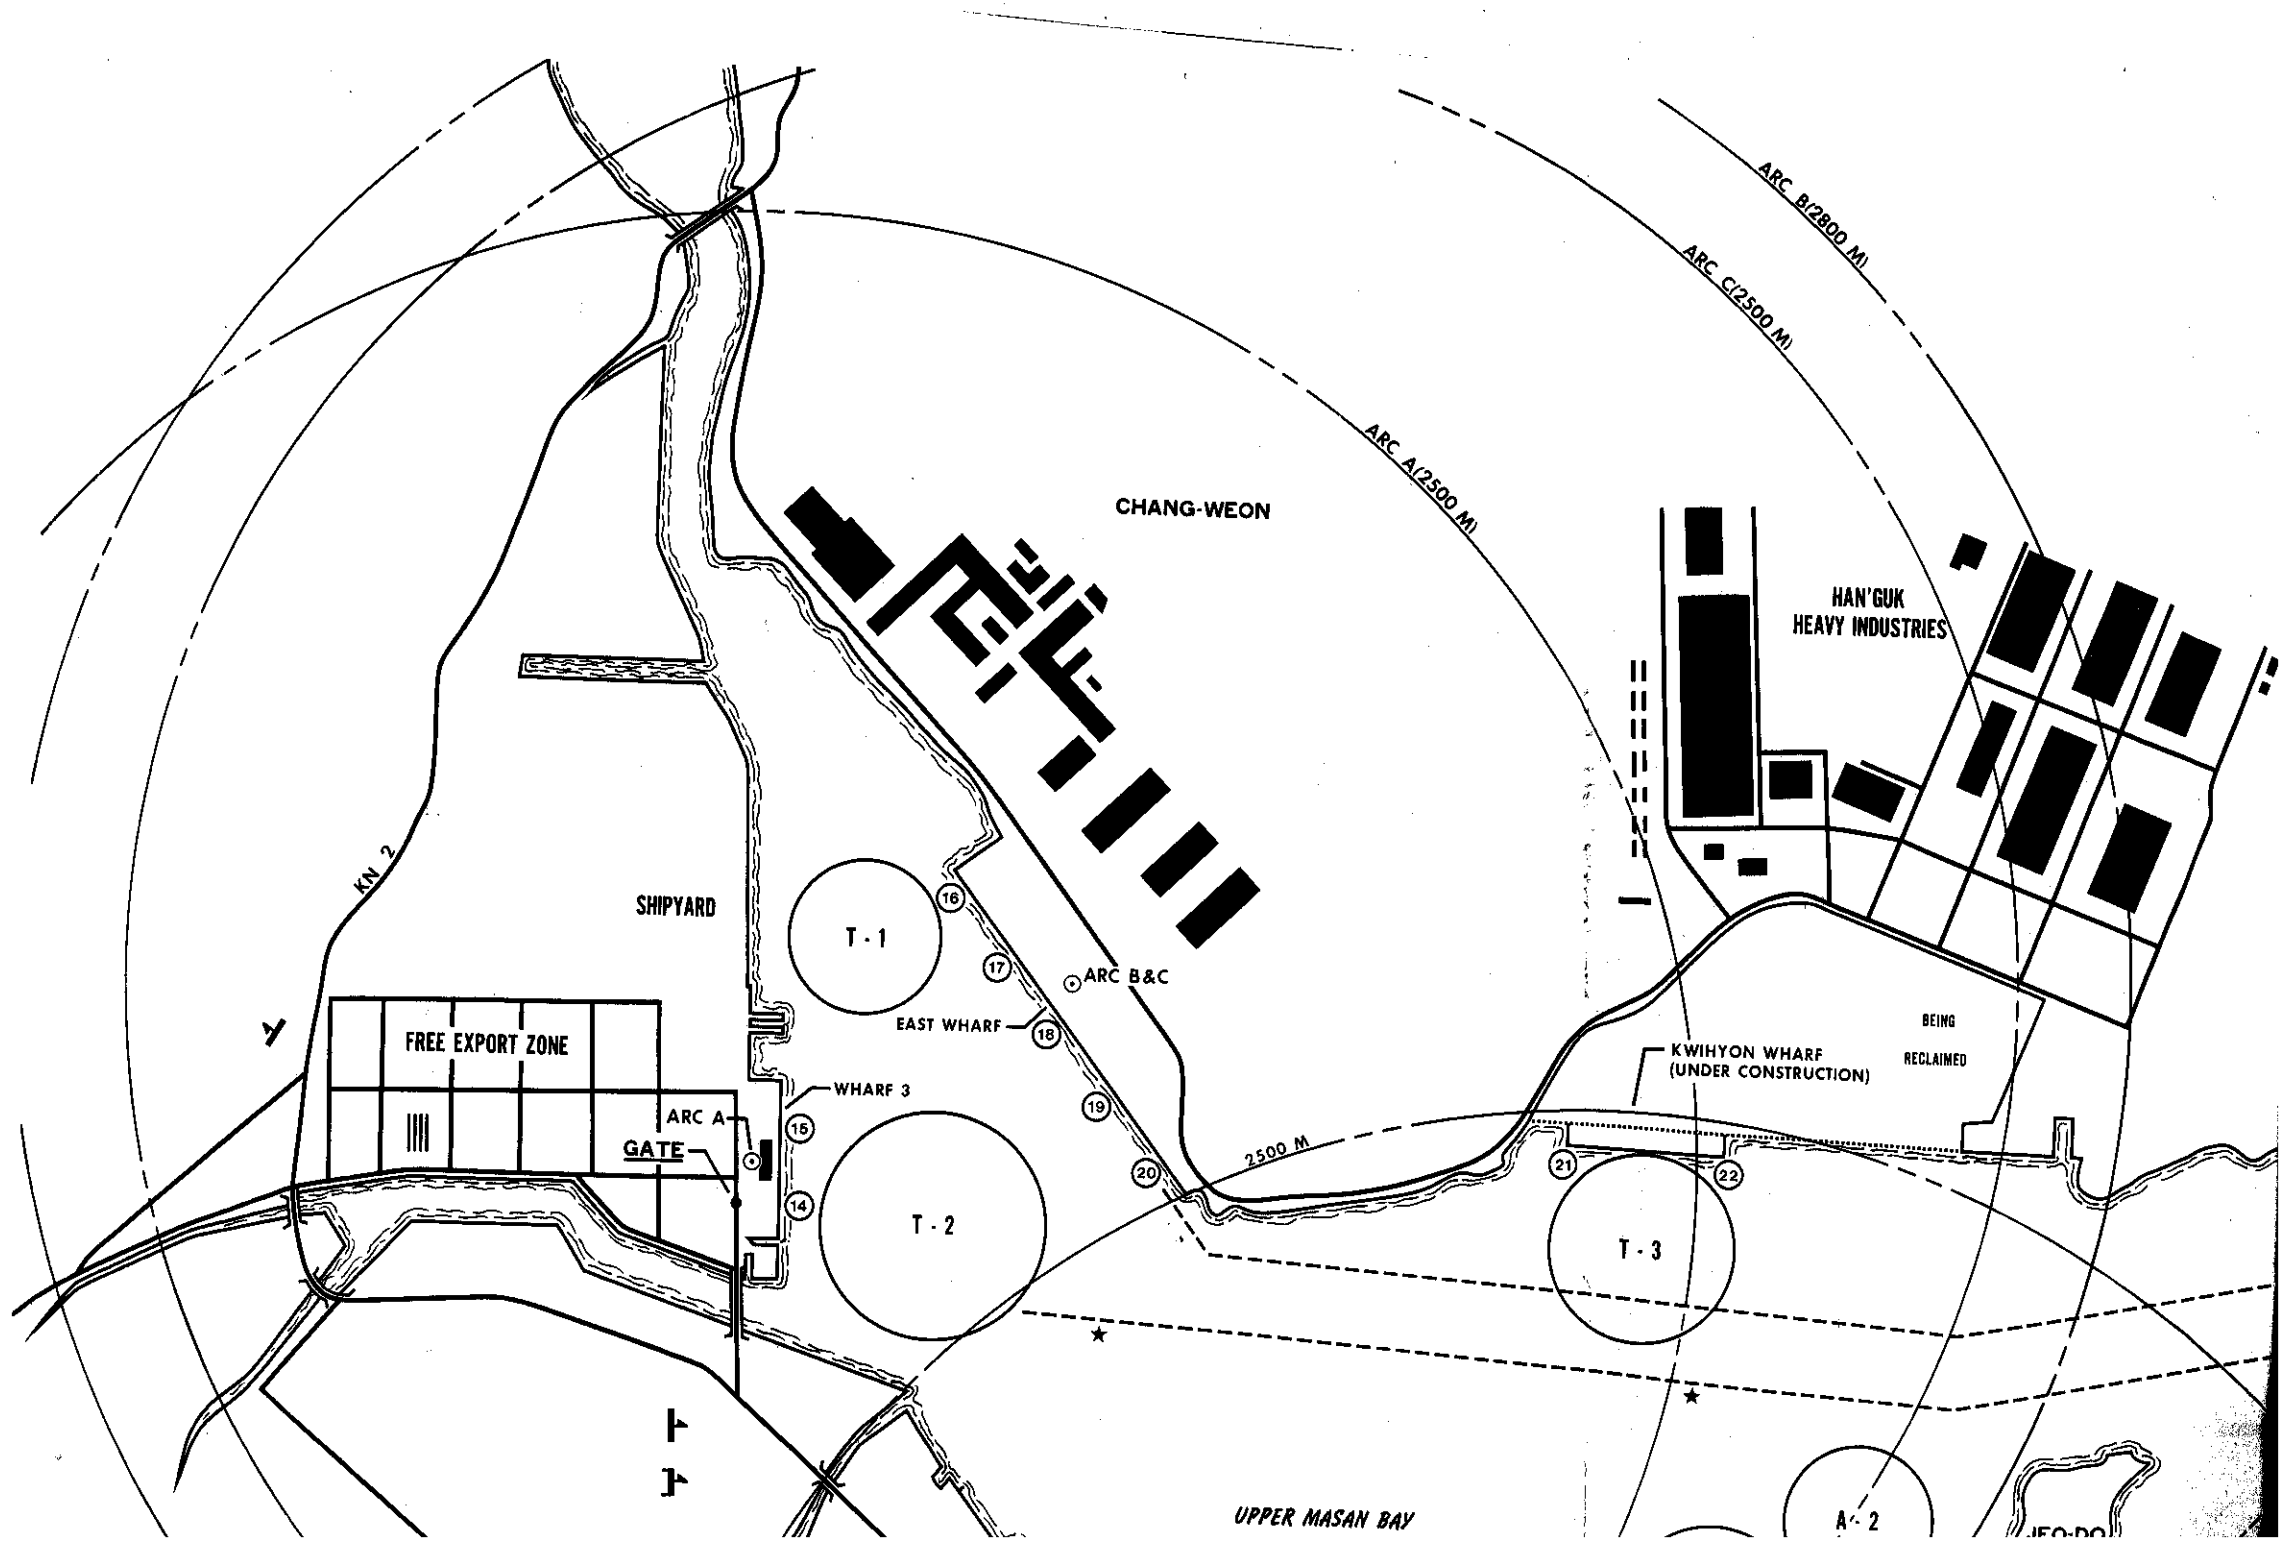 ARC B(2800 M)
ARC C(2500 M)
ARC A(2500 M)
CHANG-WEON
HAN'GUK
HEAVY INDUSTRIES
KN 2
SHIPYARD
T-1
16
17
ARC B&C
EAST WHARF
18
FREE EXPORT ZONE
BEING
RECLAIMED
KWIHYON WHARF
(UNDER CONSTRUCTION)
WHARF 3
19
ARC A
15
GATE
2500 M
20
21
22
14
T-2
T-3
UPPER MASAN BAY
A-2